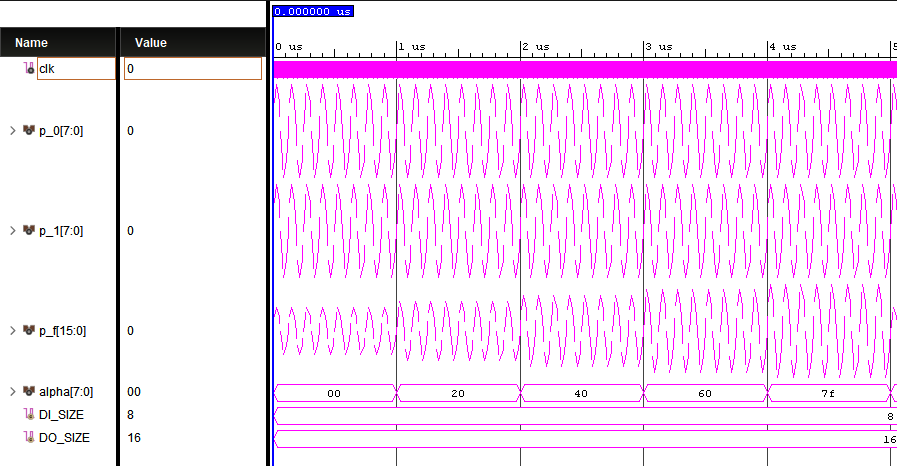 0.000000 us
Name Value
0 us 1 us 2 us 3 us 4 us 5
clk 0
p_0[7:0] 0
p_1[7:0] 0
p_f[15:0] 0
alpha[7:0] 00 00 20 40 60 7f
DI_SIZE 8 8
DO_SIZE 16 16